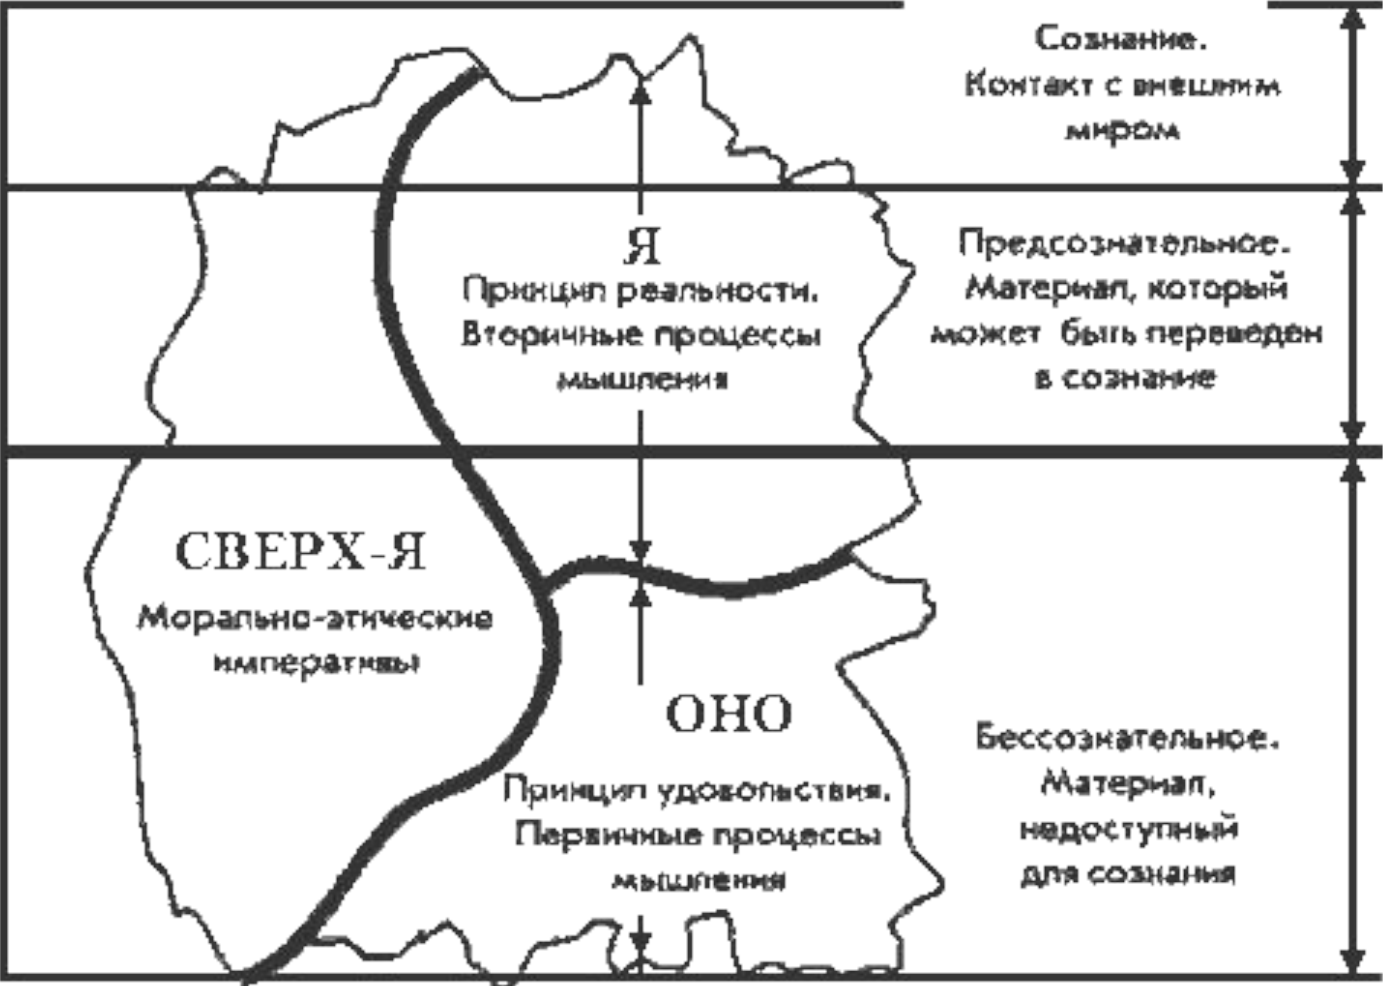 Сознание.
Контакт с внешним
миром
Я
Принцип реальности.
Вторичные процессы
мышления
Предсознательное.
Материал, который
может быть переведен
в сознание
СВЕРХ-Я
Морально-этические
императивы
ОНО
Принцип удовольствия.
Первичные процессы
мышления
Бессознательное.
Материал,
недоступный
для сознания